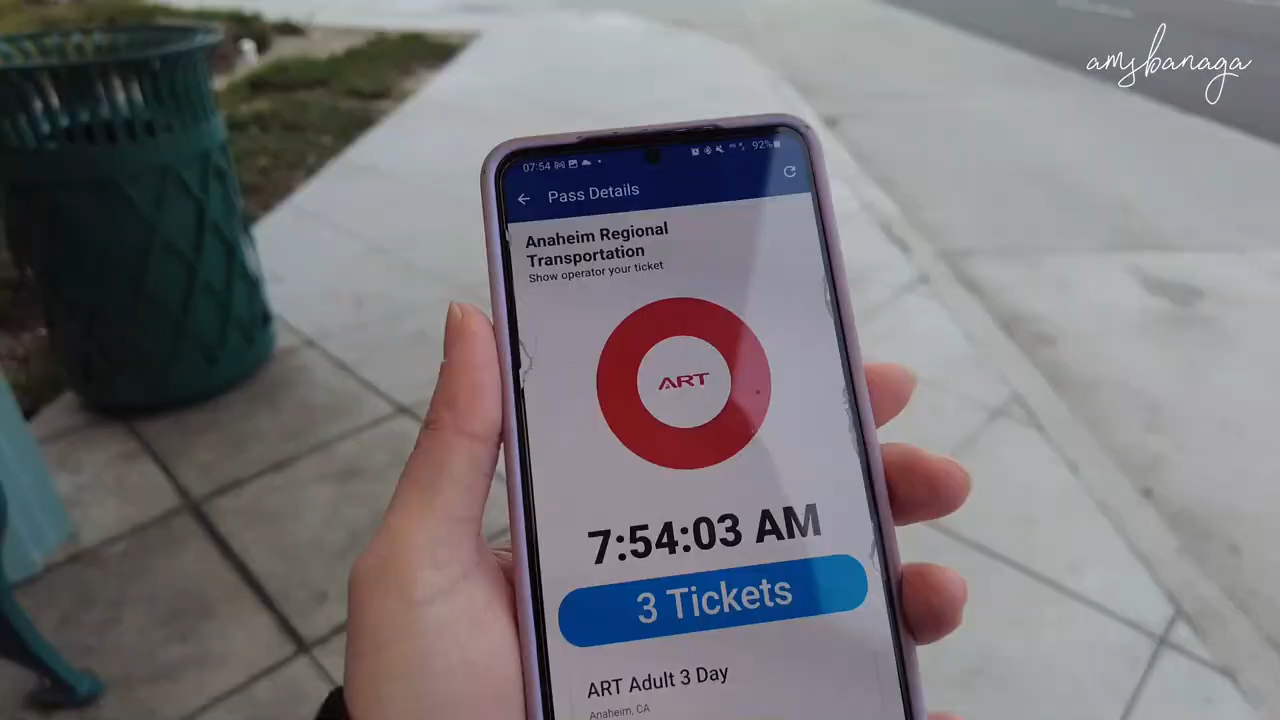 amsbanaga
07:54
92%
Pass Details
Anaheim Regional
Transportation
Show operator your ticket
ART
7:54:03 AM
3 Tickets
ART Adult 3 Day
Anaheim, CA